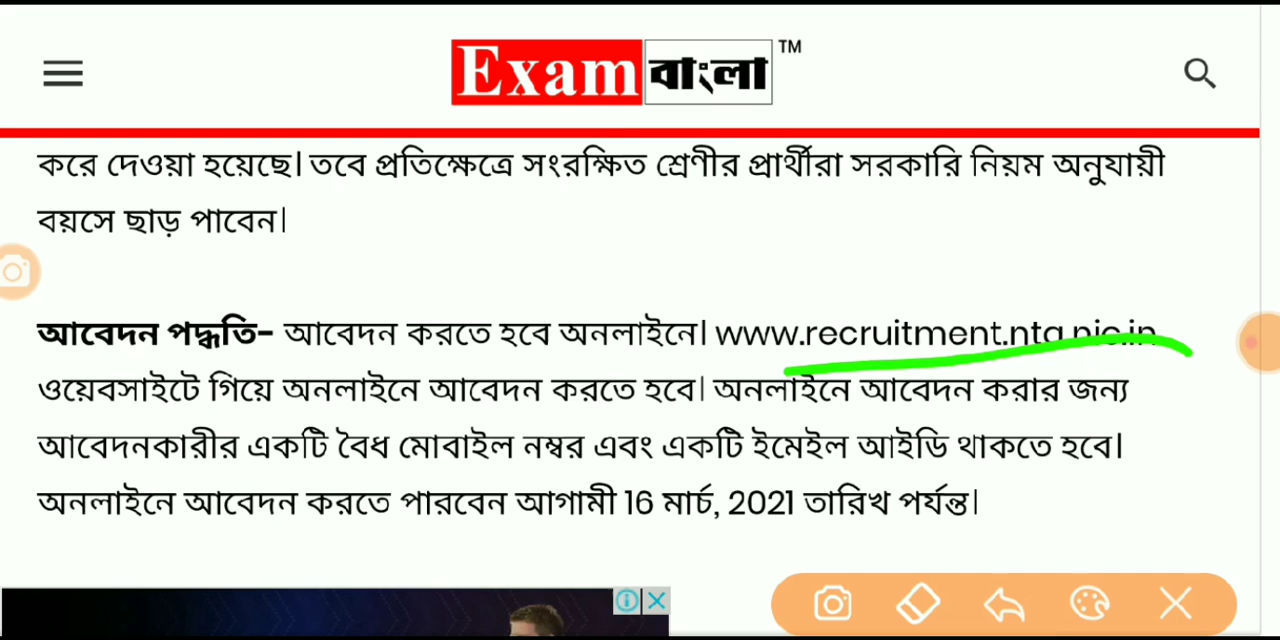 Exam বাংলা TM
করে দেওয়া হয়েছে। তবে প্রতিক্ষেত্রে সংরক্ষিত শ্রেণীর প্রার্থীরা সরকারি নিয়ম অনুযায়ী
বয়সে ছাড় পাবেন।
আবেদন পদ্ধতি– আবেদন করতে হবে অনলাইনে। www.recruitment.nta.nic.in
ওয়েবসাইটে গিয়ে অনলাইনে আবেদন করতে হবে। অনলাইনে আবেদন করার জন্য
আবেদনকারীর একটি বৈধ মোবাইল নম্বর এবং একটি ইমেইল আইডি থাকতে হবে।
অনলাইনে আবেদন করতে পারবেন আগামী 16 মার্চ, 2021 তারিখ পর্যন্ত।